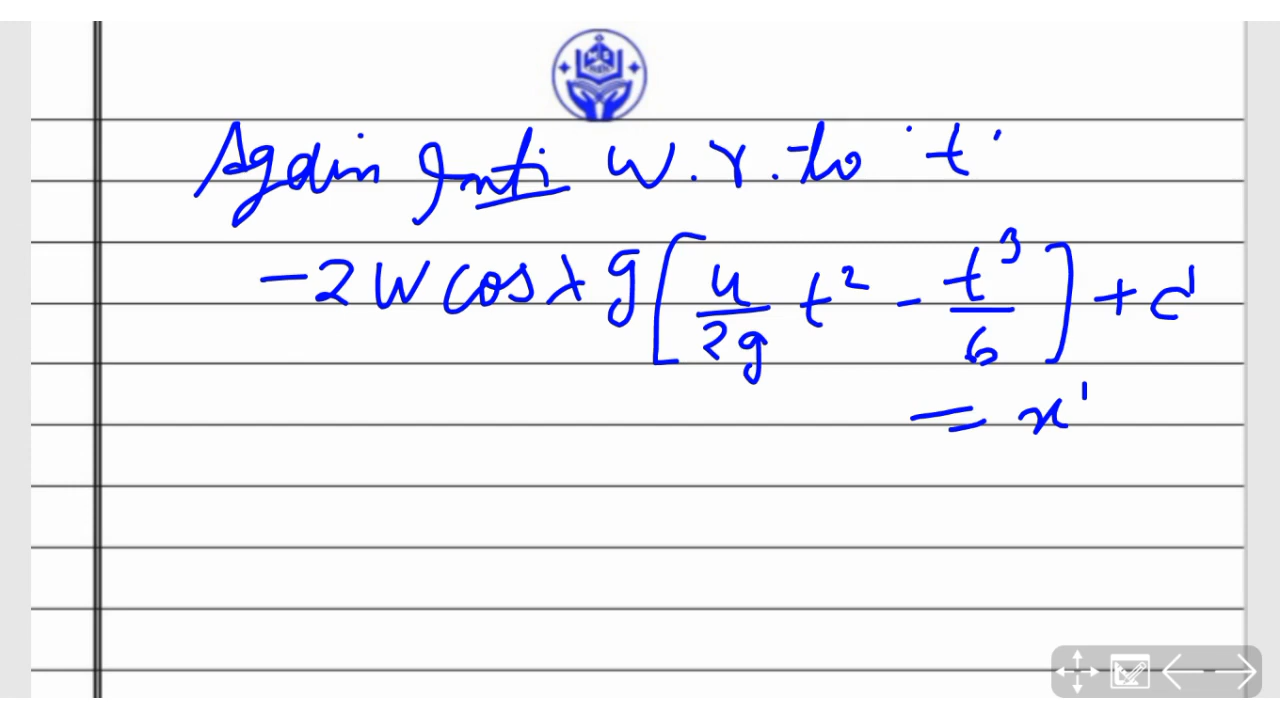 Again Inti w.r.to 't'
-2W cosλ g[u/2g t² - t³/6] + c'
= x'